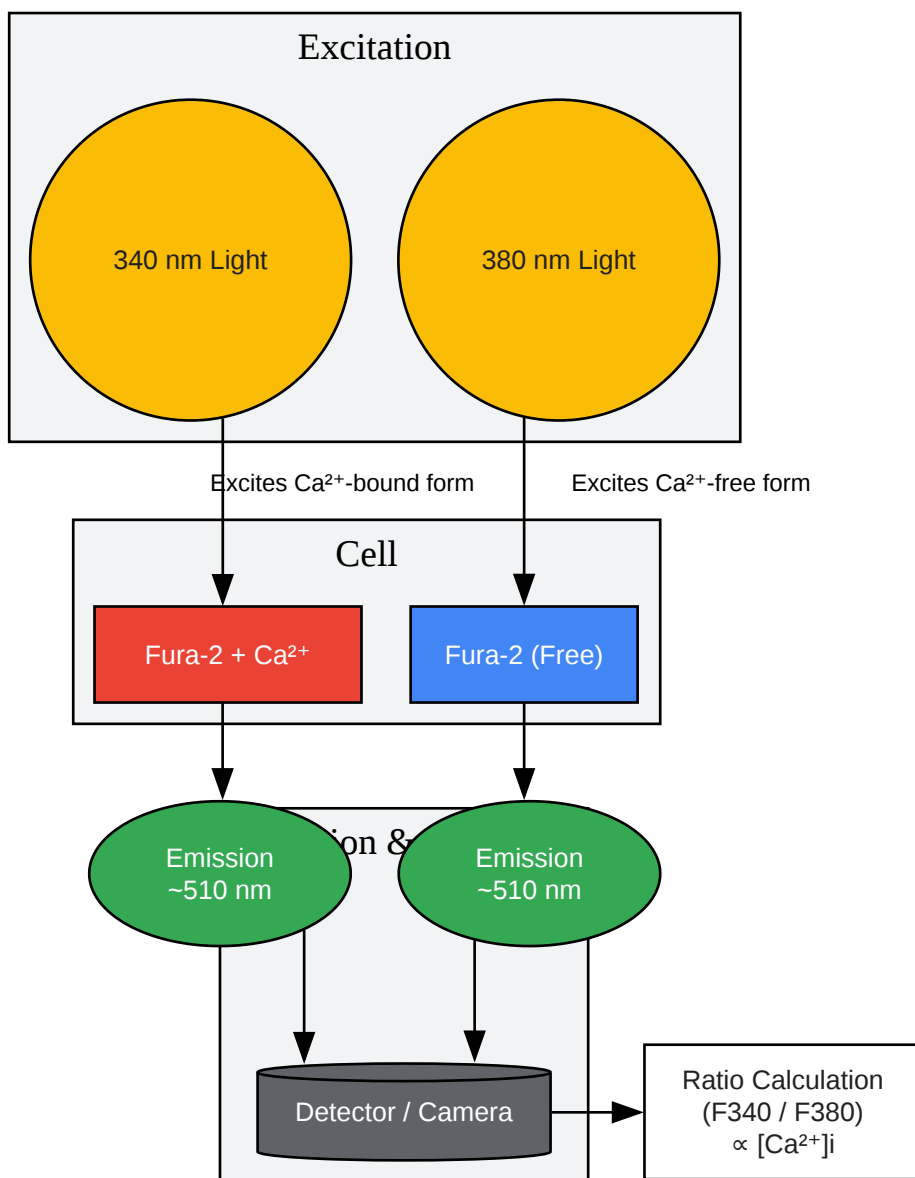 Excitation
340 nm Light
380 nm Light
Excites Ca²⁺-bound form
Excites Ca²⁺-free form
Cell
Fura-2 + Ca²⁺
Fura-2 (Free)
&
Emission
~510 nm
Emission
~510 nm
Detector / Camera
Ratio Calculation
(F340 / F380)
∝ [Ca²⁺]i